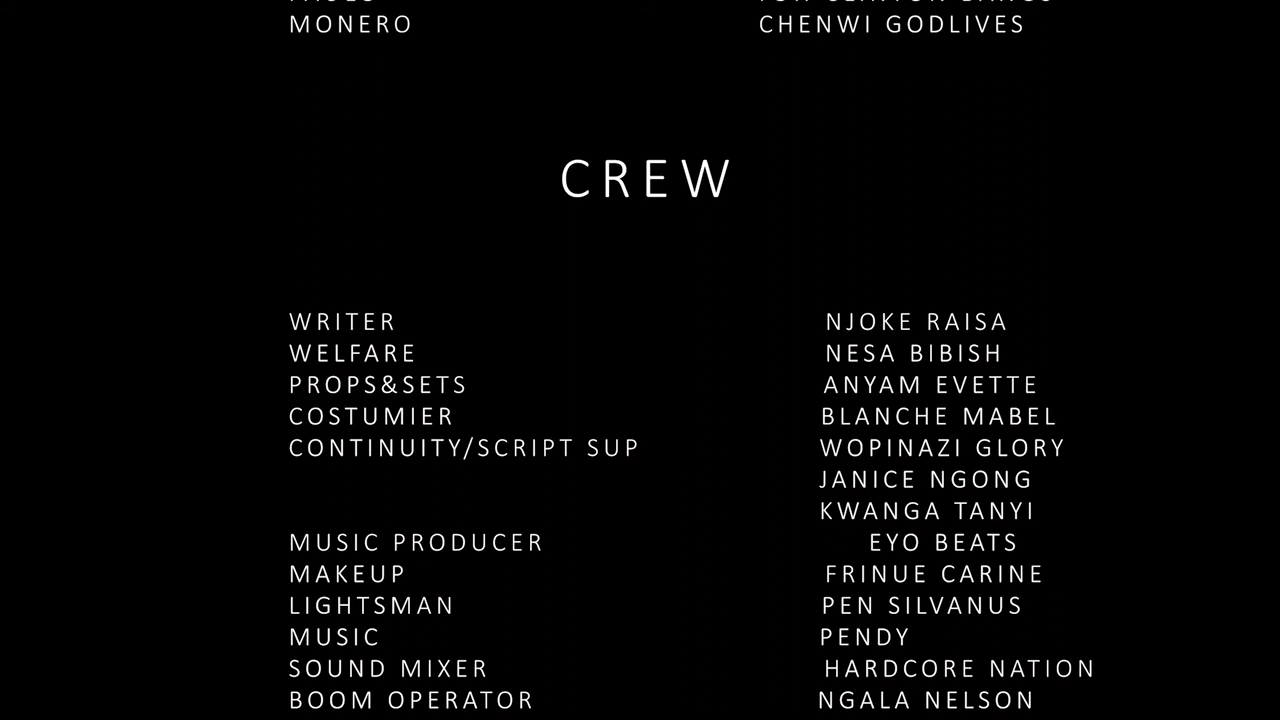 MONERO CHENWI GODLIVES
CREW
WRITER NJOKE RAISA
WELFARE NESA BIBISH
PROPS&SETS ANYAM EVETTE
COSTUMIER BLANCHE MABEL
CONTINUITY/SCRIPT SUP WOPINAZI GLORY
JANICE NGONG
KWANGA TANYI
MUSIC PRODUCER EYO BEATS
MAKEUP FRINUE CARINE
LIGHTSMAN PEN SILVANUS
MUSIC PENDY
SOUND MIXER HARDCORE NATION
BOOM OPERATOR NGALA NELSON